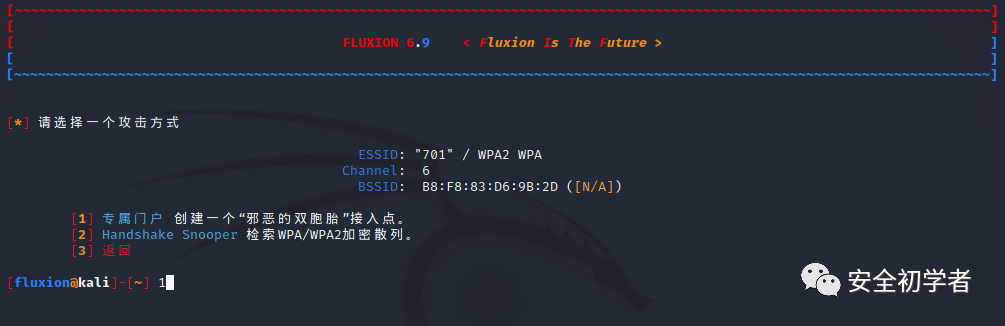 [~~~~~~~~~~~~~~~~~~~~~~~~~~~~~~~~~~~~~~~~~~~~~~~~~~~~~~~~~~~~~~~~~~~~~~~~~~~~~~~~~~~~~~~~~~~~~~~~~~~~~~~~~~~~~~~~~~~~~~~~~~]
[ ]
[ FLUXION 6.9 < Fluxion Is The Future > ]
[ ]
[~~~~~~~~~~~~~~~~~~~~~~~~~~~~~~~~~~~~~~~~~~~~~~~~~~~~~~~~~~~~~~~~~~~~~~~~~~~~~~~~~~~~~~~~~~~~~~~~~~~~~~~~~~~~~~~~~~~~~~~~~~]
[*] 请选择一个攻击方式
ESSID: "701" / WPA2 WPA
Channel: 6
BSSID: B8:F8:83:D6:9B:2D ([N/A])
[1] 专属门户 创建一个“邪恶的双胞胎”接入点。
[2] Handshake Snooper 检索WPA/WPA2加密散列。
[3] 返回
[fluxion@kali]-[~] 1
安全初学者